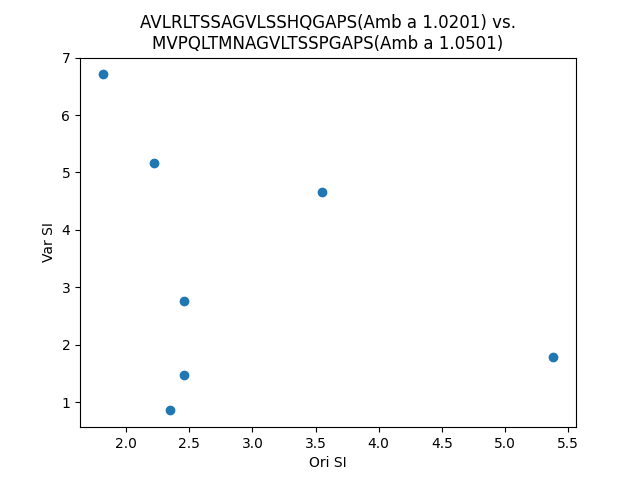 AVLRLTSSAGVLSSHQGAPS(Amb a 1.0201) vs.
MVPQLTMNAGVLTSSPGAPS(Amb a 1.0501)
7
6
5
4
3
2
1
Var SI
2.0 2.5 3.0 3.5 4.0 4.5 5.0 5.5
Ori SI